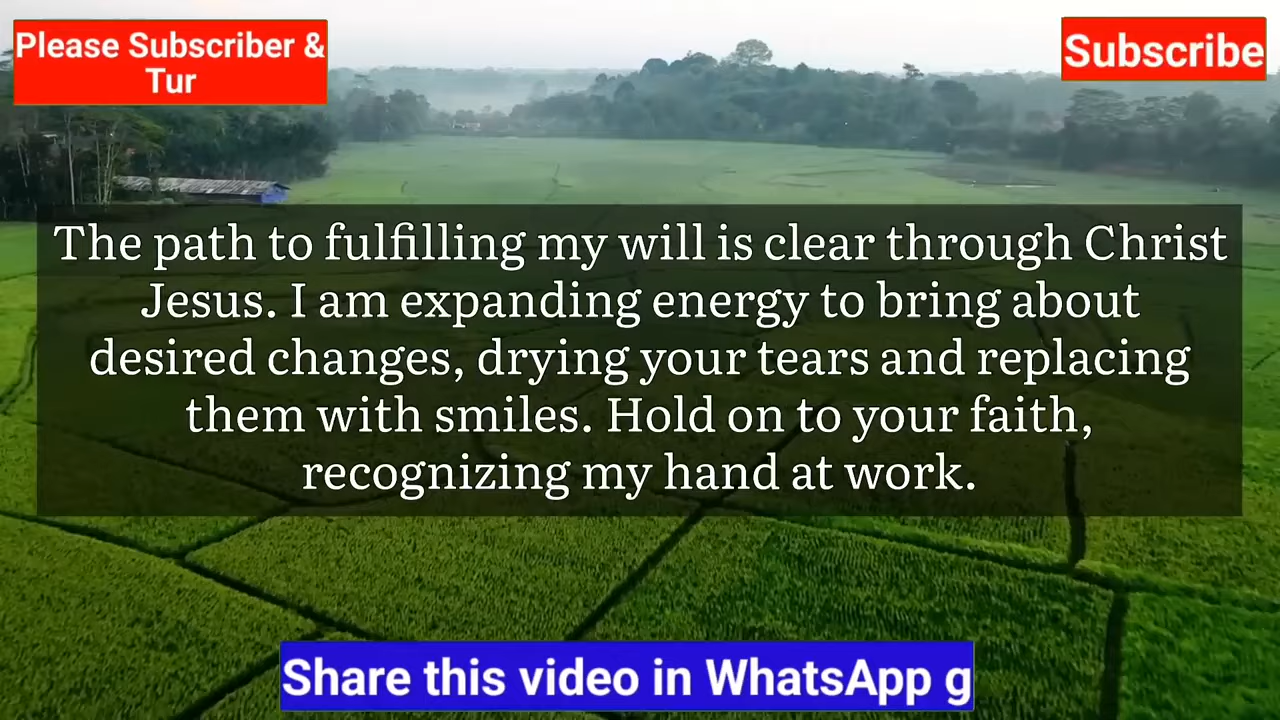 Please Subscriber &
Tur
Subscribe
The path to fulfilling my will is clear through Christ
Jesus. I am expanding energy to bring about
desired changes, drying your tears and replacing
them with smiles. Hold on to your faith,
recognizing my hand at work.
Share this video in WhatsApp g